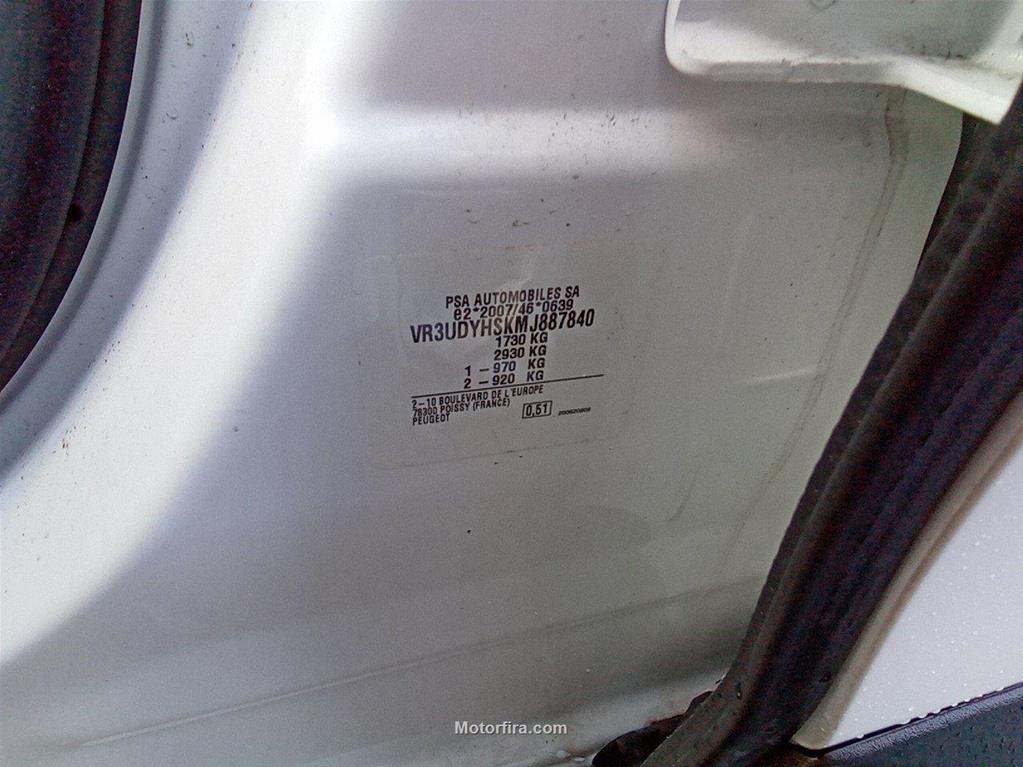 PSA AUTOMOBILES SA
e2*2007/46*0639
VR3UDYHSKMJ887840
1730 KG
2930 KG
1 – 970 KG
2 – 920 KG
2–10 BOULEVARD DE L'EUROPE
78300 POISSY (FRANCE)
PEUGEOT
0,51
Motorfira.com